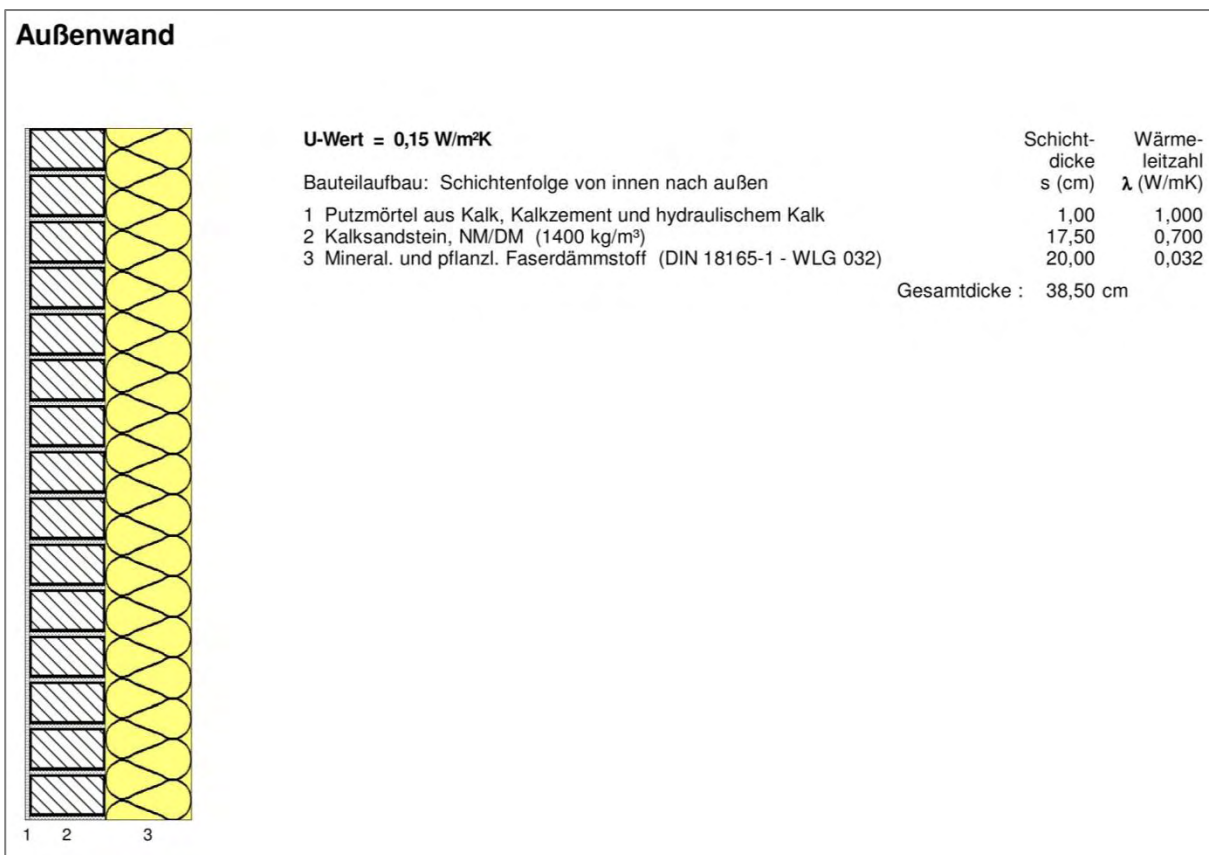 Außenwand
U-Wert = 0,15 W/m²K
Schicht- Wärme-
dicke leitzahl
Bauteilaufbau: Schichtenfolge von innen nach außen s (cm) λ (W/mK)
1 Putzmörtel aus Kalk, Kalkzement und hydraulischem Kalk 1,00 1,000
2 Kalksandstein, NM/DM (1400 kg/m³) 17,50 0,700
3 Mineral. und pflanzl. Faserdämmstoff (DIN 18165-1 - WLG 032) 20,00 0,032
Gesamtdicke : 38,50 cm
1 2 3